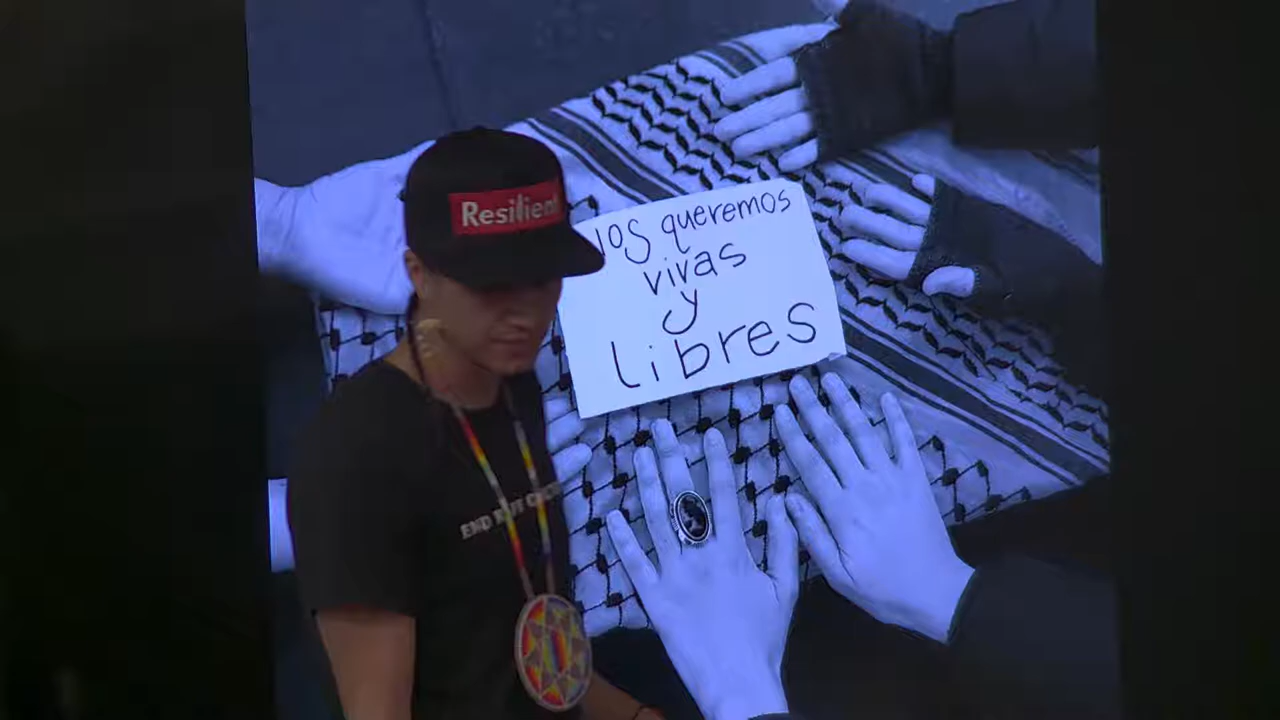 Resilient
los queremos
vivas
y
libres
END